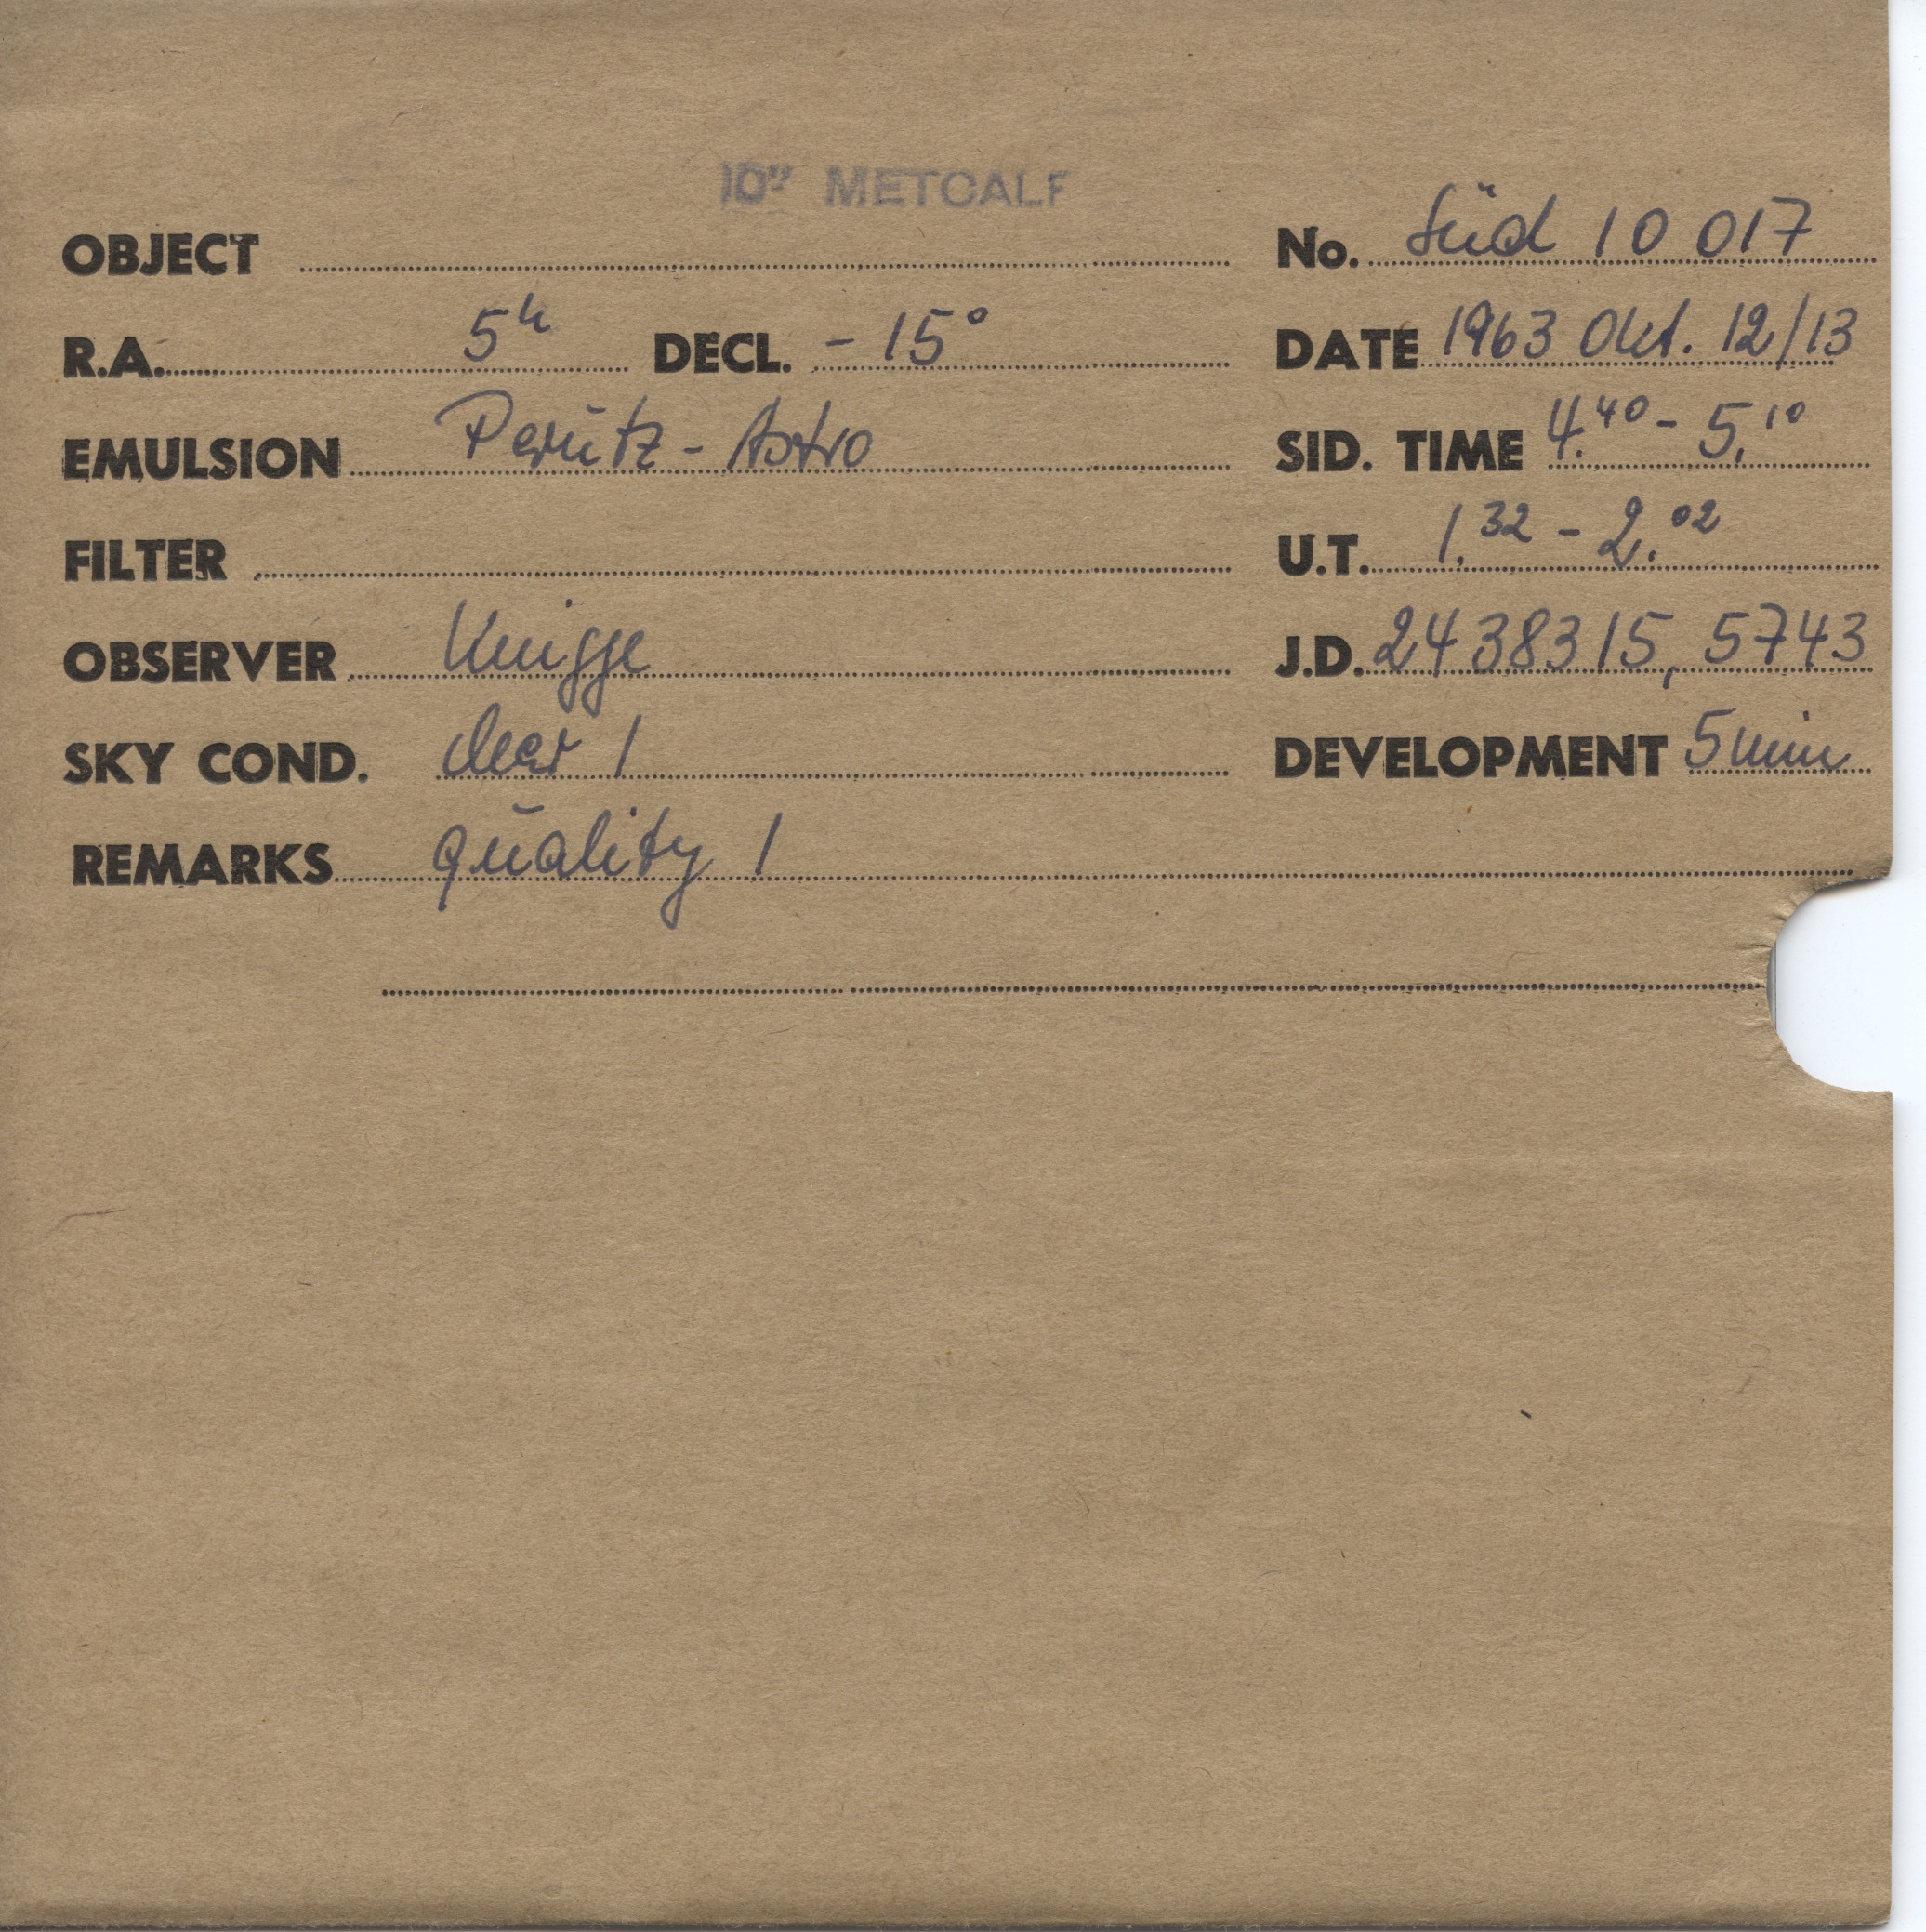 10" METCALF
OBJECT No. Süd 10 017
R.A. 5h DECL. - 15° DATE 1963 Okt. 12/13
EMULSION Perutz - Astro SID. TIME 4.40 - 5.10
FILTER U.T. 1.32 - 2.02
OBSERVER Knigge J.D. 2438315,5743
SKY COND. clear 1 DEVELOPMENT 5 min
REMARKS quality 1